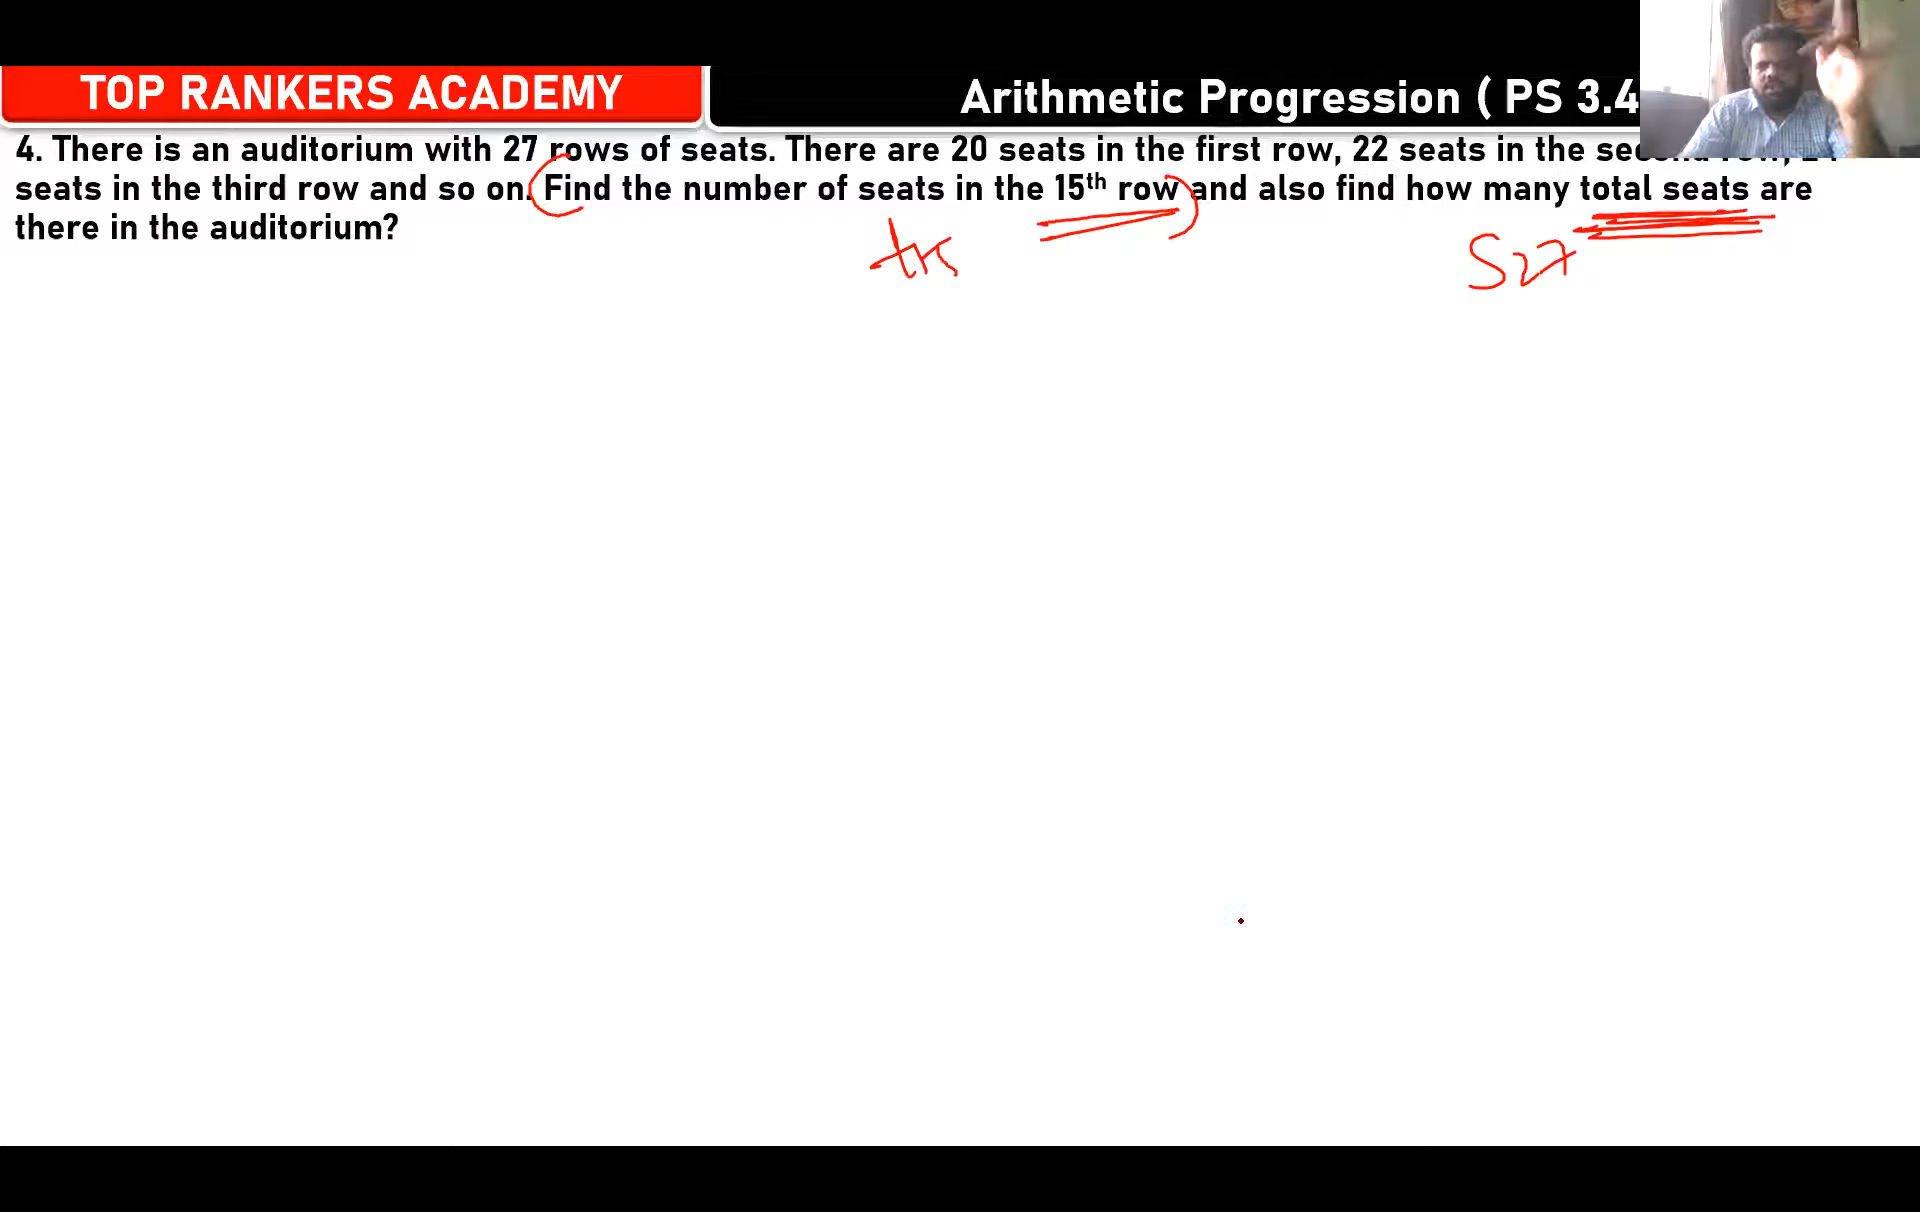 TOP RANKERS ACADEMY
Arithmetic Progression ( PS 3.4
4. There is an auditorium with 27 rows of seats. There are 20 seats in the first row, 22 seats in the second row,
seats in the third row and so on. Find the number of seats in the 15th row and also find how many total seats are
there in the auditorium?
t15
S27